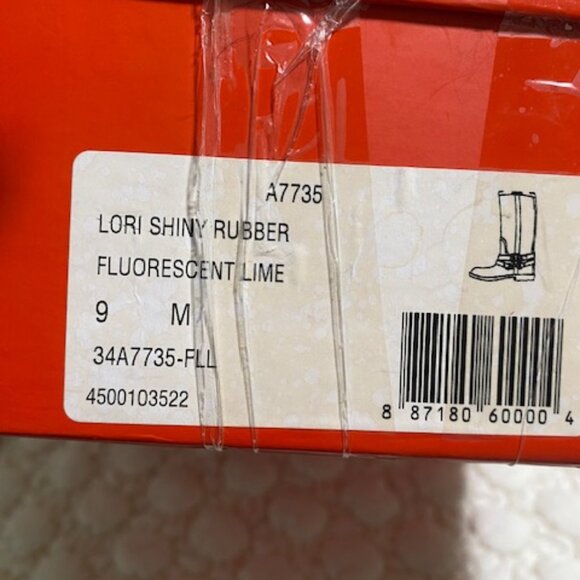 A7735
LORI SHINY RUBBER
FLUORESCENT LIME
9 M
34A7735-FLL
4500103522
8 87180 60000 4